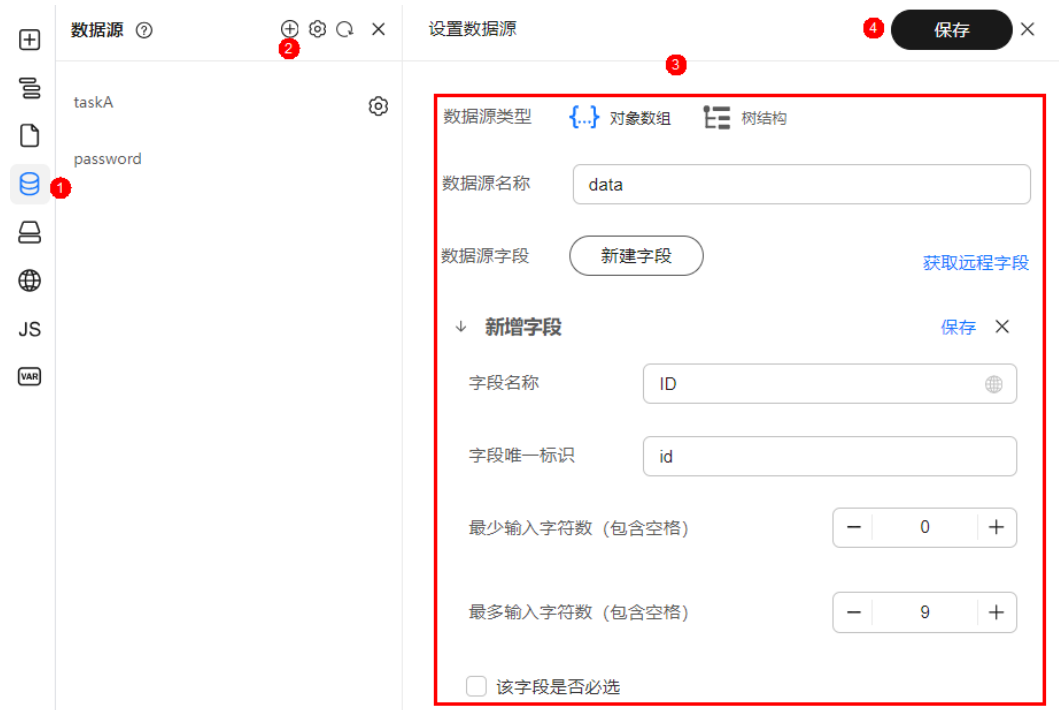 数据源
2
设置数据源
4
保存
3
taskA
password
1
JS
VAR
数据源类型 {...} 对象数组 树结构
数据源名称 data
数据源字段 新建字段 获取远程字段
新增字段 保存
字段名称 ID
字段唯一标识 id
最少输入字符数（包含空格） 0
最多输入字符数（包含空格） 9
该字段是否必选